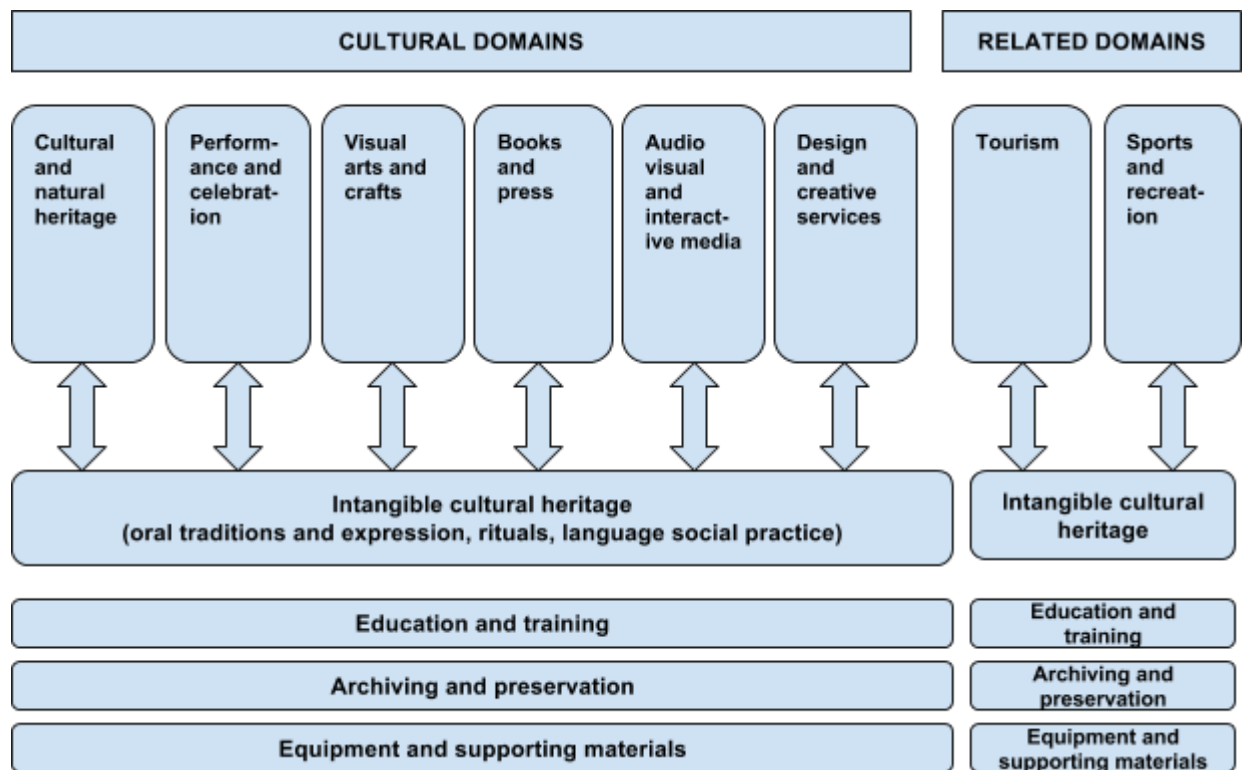 CULTURAL DOMAINS
RELATED DOMAINS
Cultural
and
natural
heritage
Perform-
ance and
celebrat-
ion
Visual
arts and
crafts
Books
and
press
Audio
visual
and
interact-
ive media
Design
and
creative
services
Tourism
Sports
and
recreat-
ion
Intangible cultural heritage
(oral traditions and expression, rituals, language social practice)
Intangible cultural
heritage
Education and training
Education and
training
Archiving and preservation
Archiving and
preservation
Equipment and supporting materials
Equipment and
supporting materials